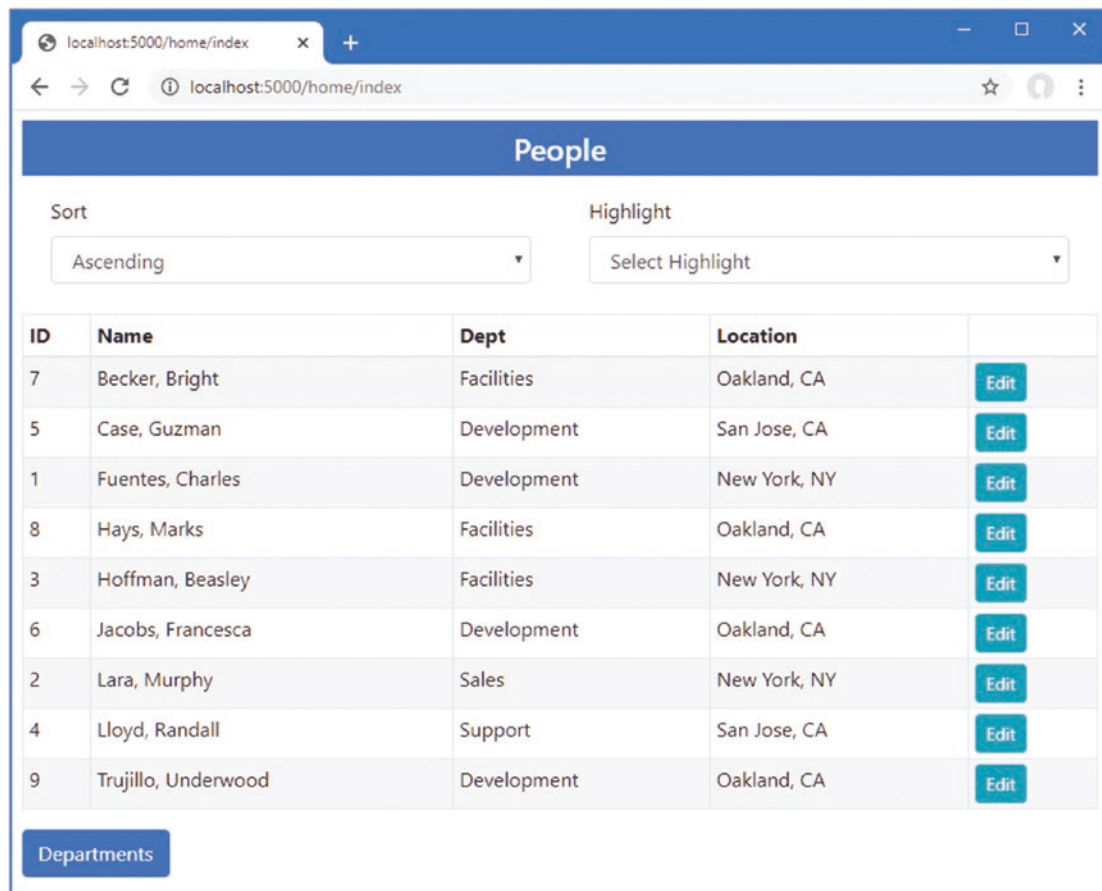 localhost:5000/home/index
localhost:5000/home/index
People
Sort Highlight
Ascending Select Highlight
ID Name Dept Location
7 Becker, Bright Facilities Oakland, CA Edit
5 Case, Guzman Development San Jose, CA Edit
1 Fuentes, Charles Development New York, NY Edit
8 Hays, Marks Facilities Oakland, CA Edit
3 Hoffman, Beasley Facilities New York, NY Edit
6 Jacobs, Francesca Development Oakland, CA Edit
2 Lara, Murphy Sales New York, NY Edit
4 Lloyd, Randall Support San Jose, CA Edit
9 Trujillo, Underwood Development Oakland, CA Edit
Departments